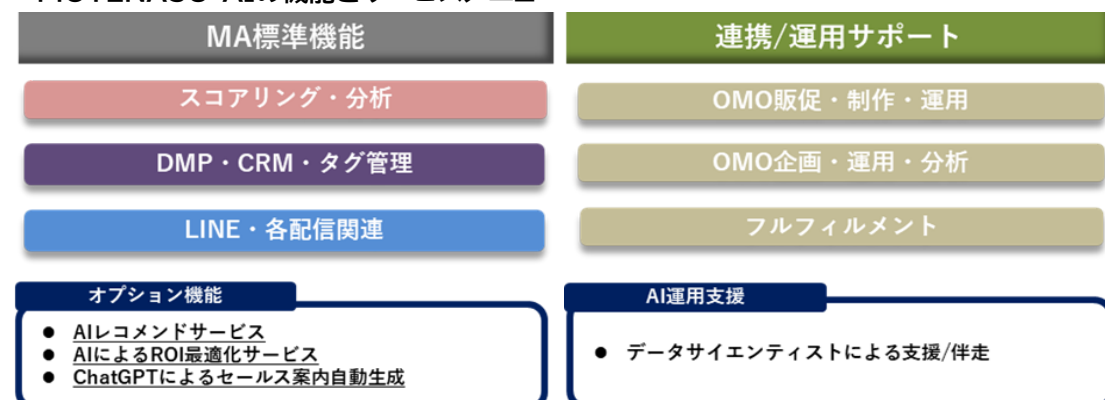 MA標準機能
連携/運用サポート
スコアリング・分析
OMO販促・制作・運用
DMP・CRM・タグ管理
OMO企画・運用・分析
LINE・各配信関連
フルフィルメント
オプション機能
● AIレコメンドサービス
● AIによるROI最適化サービス
● ChatGPTによるセールス案内自動生成
AI運用支援
● データサイエンティストによる支援/伴走